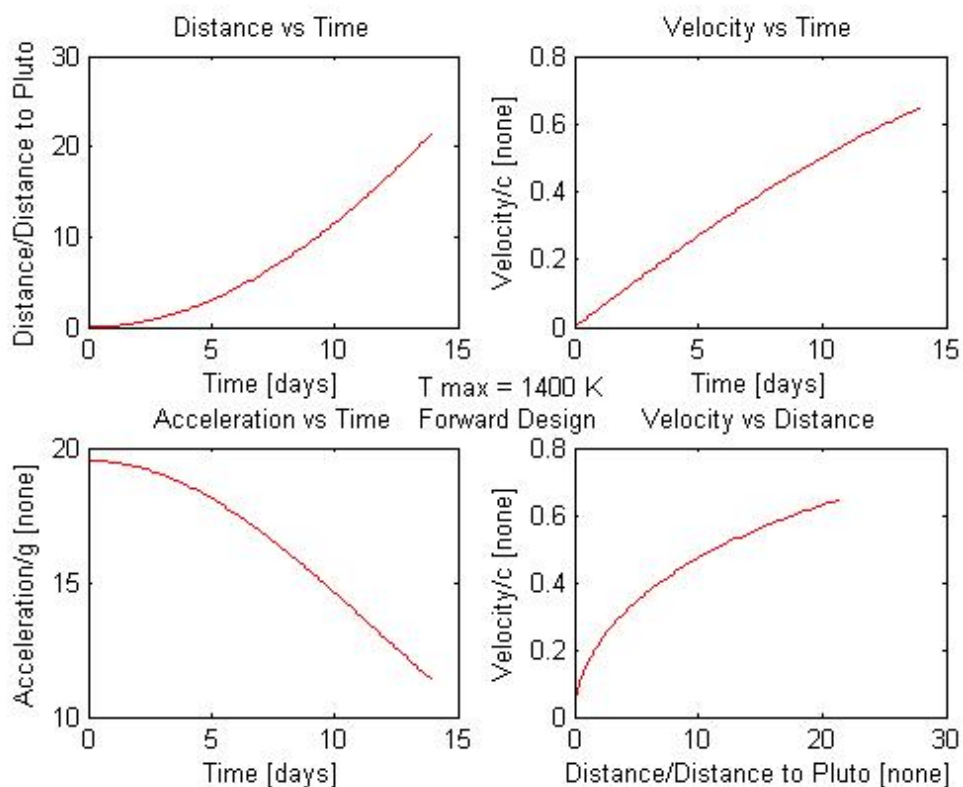 Distance vs Time
Distance/Distance to Pluto
30
20
10
0
0 5 10 15
Time [days]
Velocity vs Time
Velocity/c [none]
0.8
0.6
0.4
0.2
0
0 5 10 15
Time [days]
T max = 1400 K
Forward Design
Acceleration vs Time
Acceleration/g [none]
20
15
10
0 5 10 15
Time [days]
Velocity vs Distance
Velocity/c [none]
0.8
0.6
0.4
0.2
0
0 10 20 30
Distance/Distance to Pluto [none]